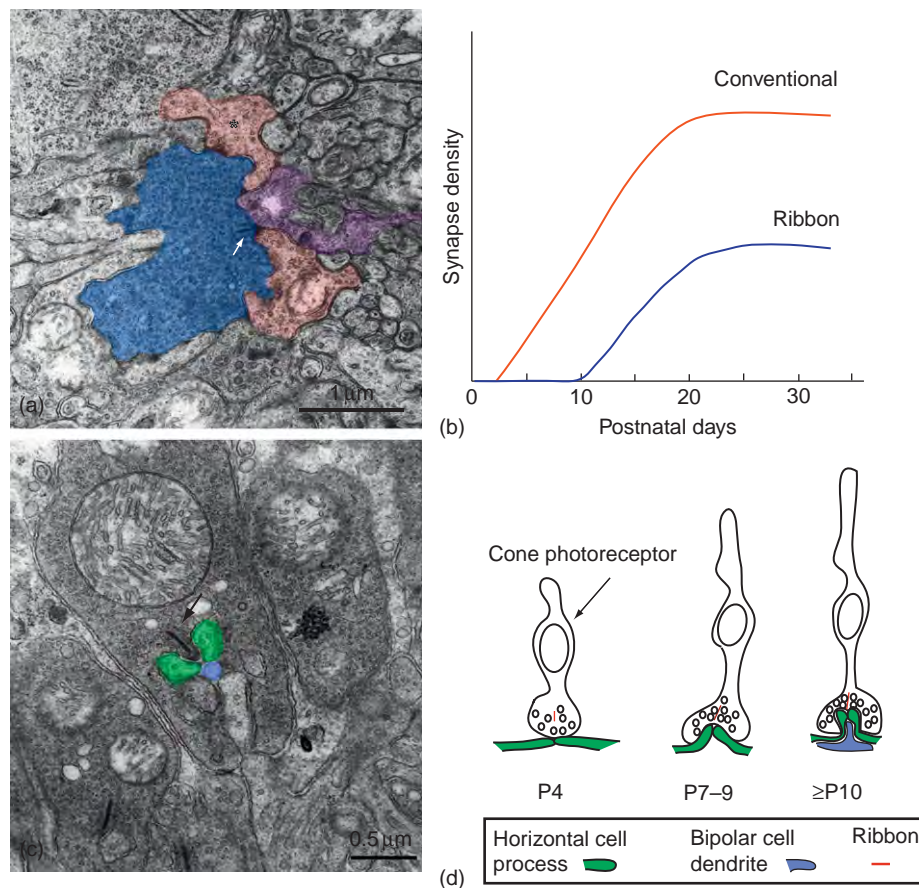 *
1 μm
(a)
Synapse density
Conventional
Ribbon
0
10
20
30
Postnatal days
(b)
0.5 μm
(c)
Cone photoreceptor
P4
P7–9
≥P10
Horizontal cell
process
Bipolar cell
dendrite
Ribbon
(d)